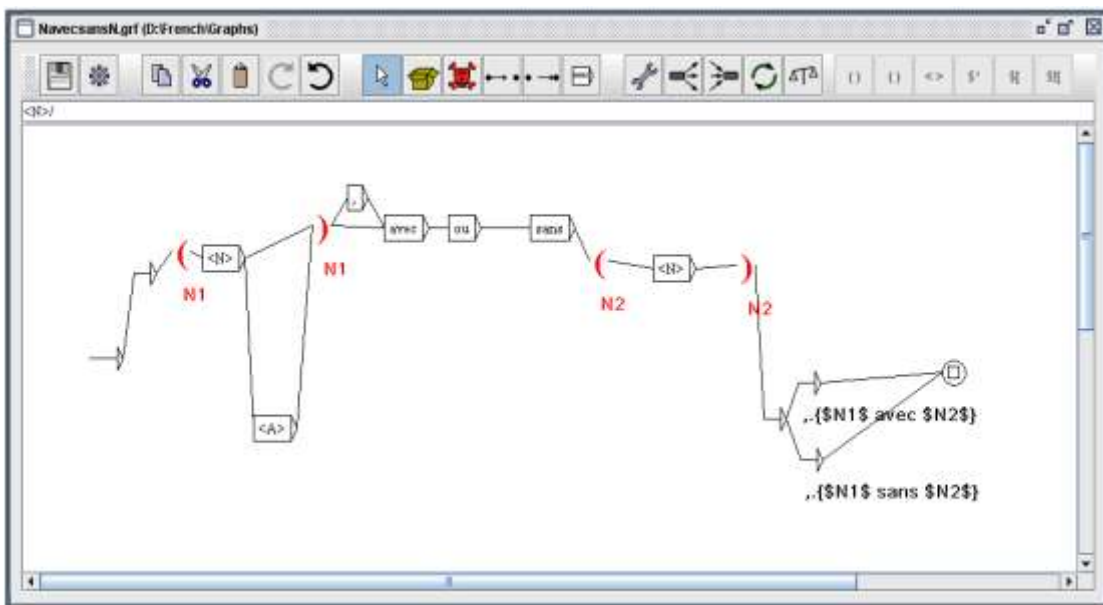 NavecsansN.grf (D:\French\Graphs)
<N>/
,
<N> avec ou sans <N>
N1 N1 N2 N2
<A>
,.{$N1$ avec $N2$}
,.{$N1$ sans $N2$}